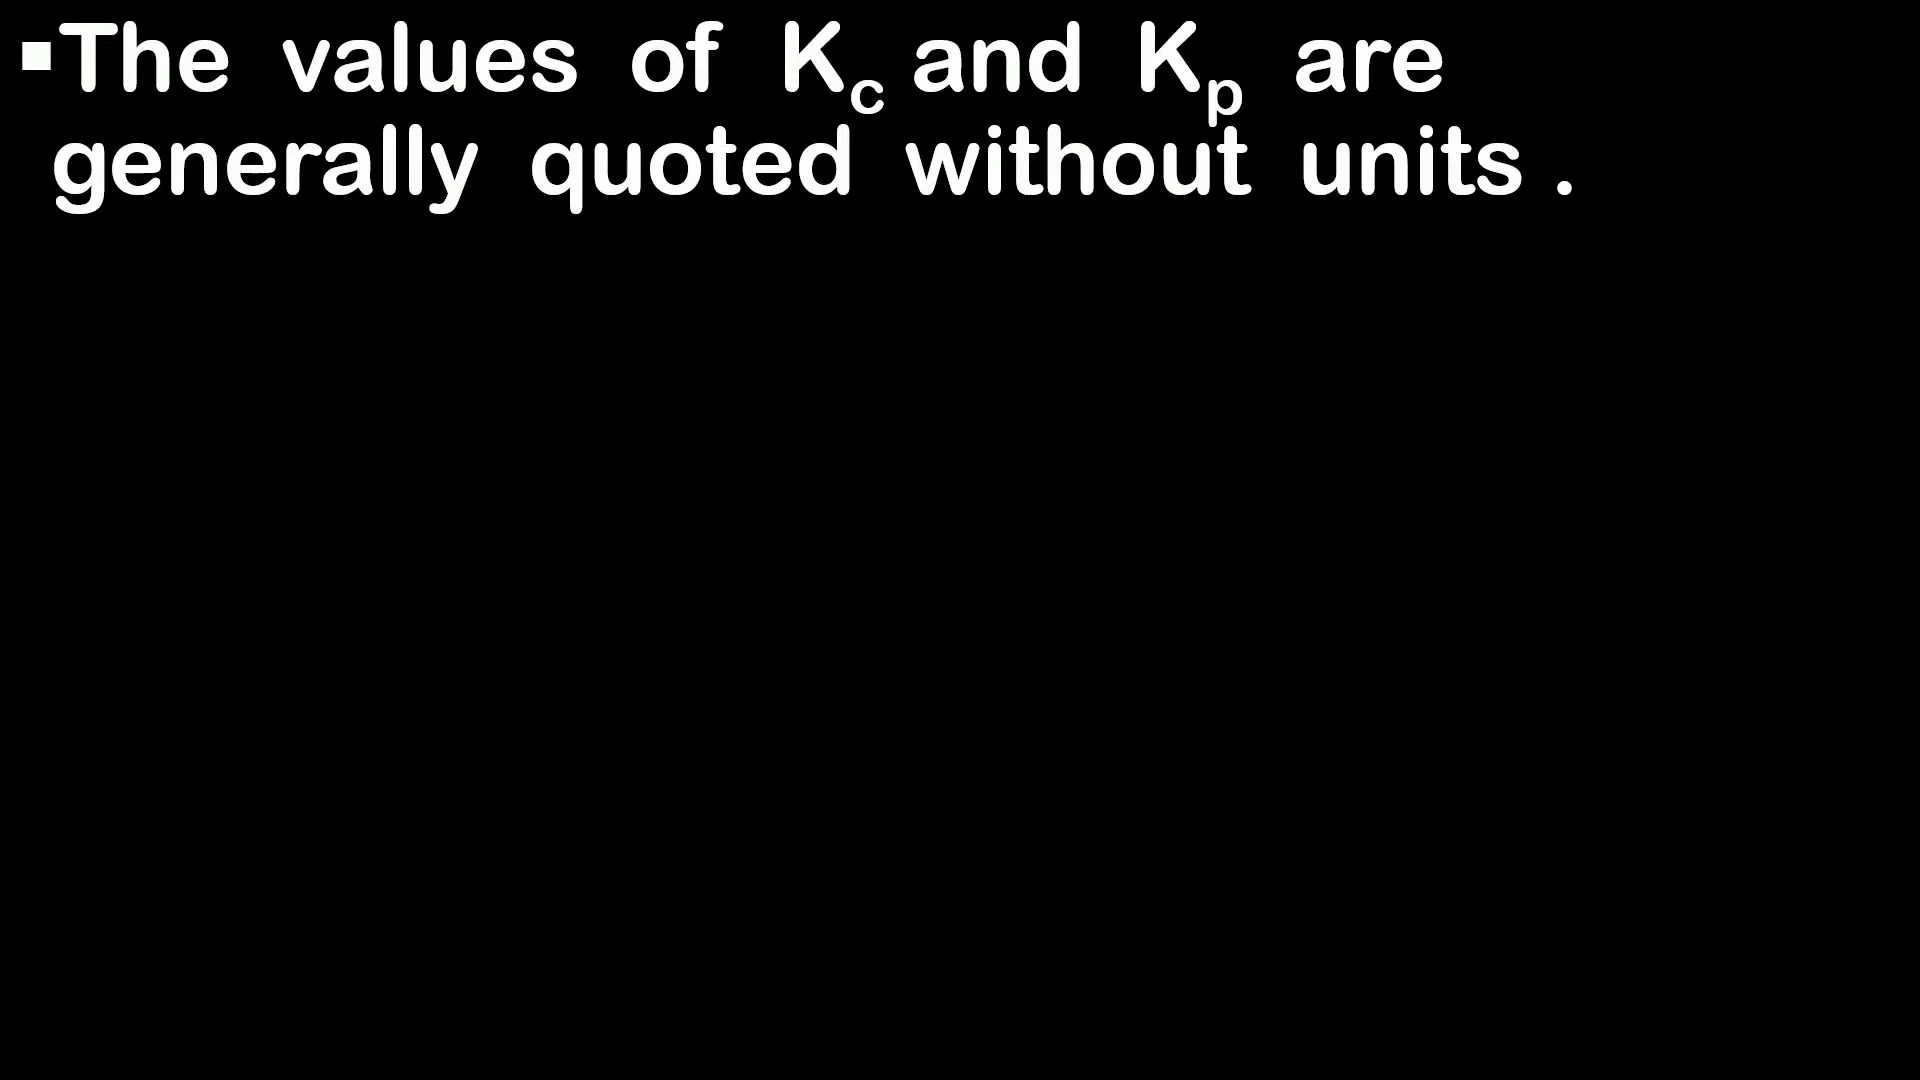 ▪The values of Kc and Kp are
generally quoted without units .